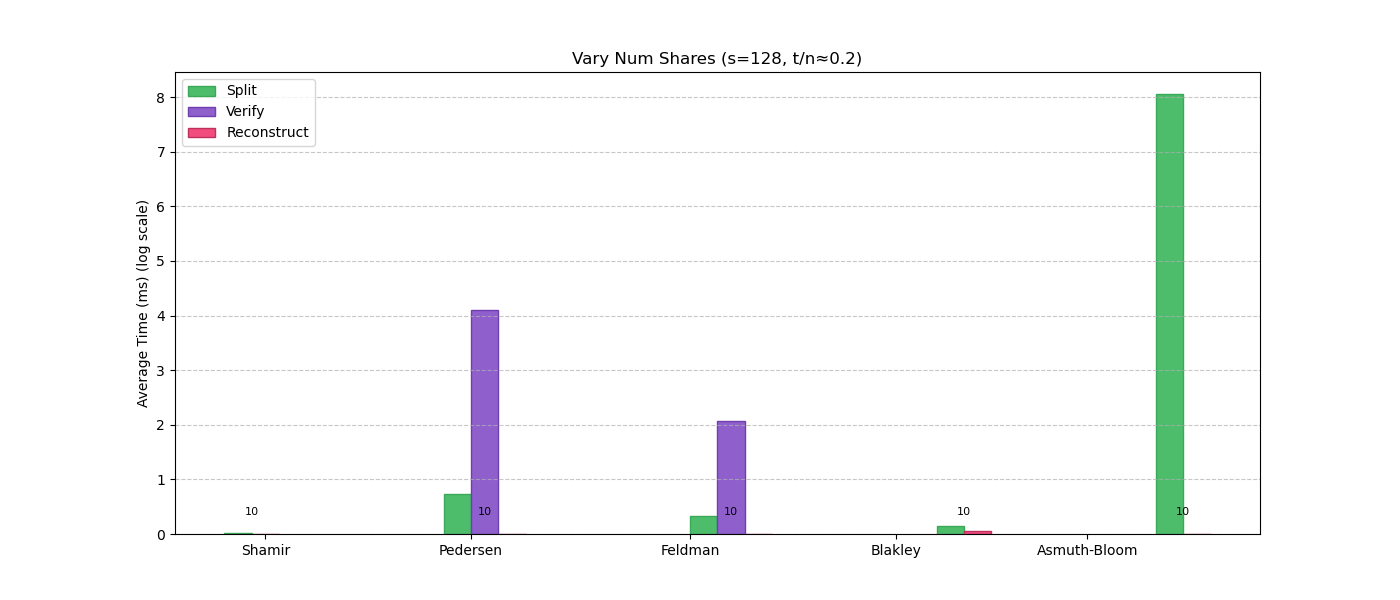 Vary Num Shares (s=128, t/n≈0.2)
Split
Verify
Reconstruct
Average Time (ms) (log scale)
8
7
6
5
4
3
2
1
0
10
10
10
10
10
Shamir
Pedersen
Feldman
Blakley
Asmuth-Bloom